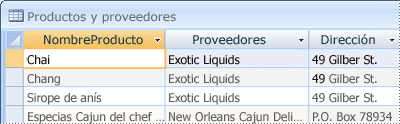 Productos y proveedores
NombreProducto Proveedores Dirección
Chai Exotic Liquids 49 Gilber St.
Chang Exotic Liquids 49 Gilber St.
Sirope de anís Exotic Liquids 49 Gilber St.
Especias Cajun del chef ... New Orleans Cajun Deli... P.O. Box 78934